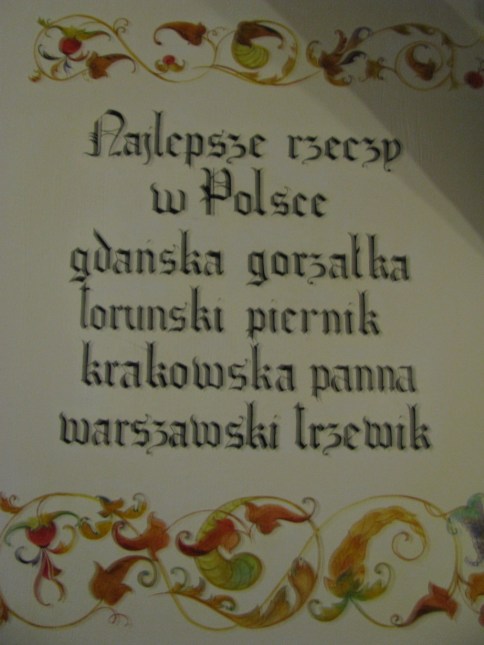 Najlepsze rzeczy
w Polsce
gdańska gorzałka
toruński piernik
krakowska panna
warszawski trzewik